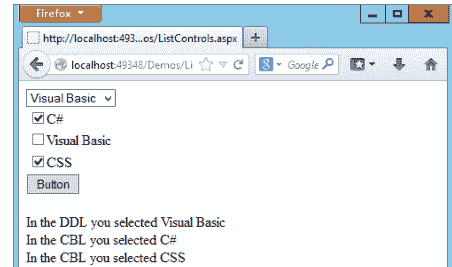 Firefox
http://localhost:493...os/ListControls.aspx
localhost:49348/Demos/Li
Google
Visual Basic
C#
Visual Basic
CSS
Button
In the DDL you selected Visual Basic
In the CBL you selected C#
In the CBL you selected CSS